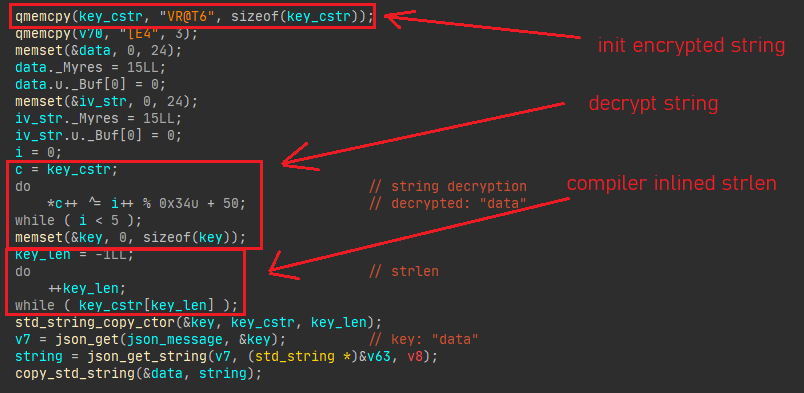 qmemcpy(key_cstr, "VR@T6", sizeof(key_cstr));
qmemcpy(v70, "[E4", 3);
init encrypted string
memset(&data, 0, 24);
data._Myres = 15LL;
data.u._Buf[0] = 0;
memset(&iv_str, 0, 24);
decrypt string
iv_str._Myres = 15LL;
iv_str.u._Buf[0] = 0;
i = 0;
c = key_cstr;
compiler inlined strlen
do // string decryption
*c++ ^= i++ % 0x34u + 50; // decrypted: "data"
while ( i < 5 );
memset(&key, 0, sizeof(key));
key_len = -1LL;
do // strlen
++key_len;
while ( key_cstr[key_len] );
std_string_copy_ctor(&key, key_cstr, key_len);
v7 = json_get(json_message, &key); // key: "data"
string = json_get_string(v7, (std_string *)&v63, v8);
copy_std_string(&data, string);